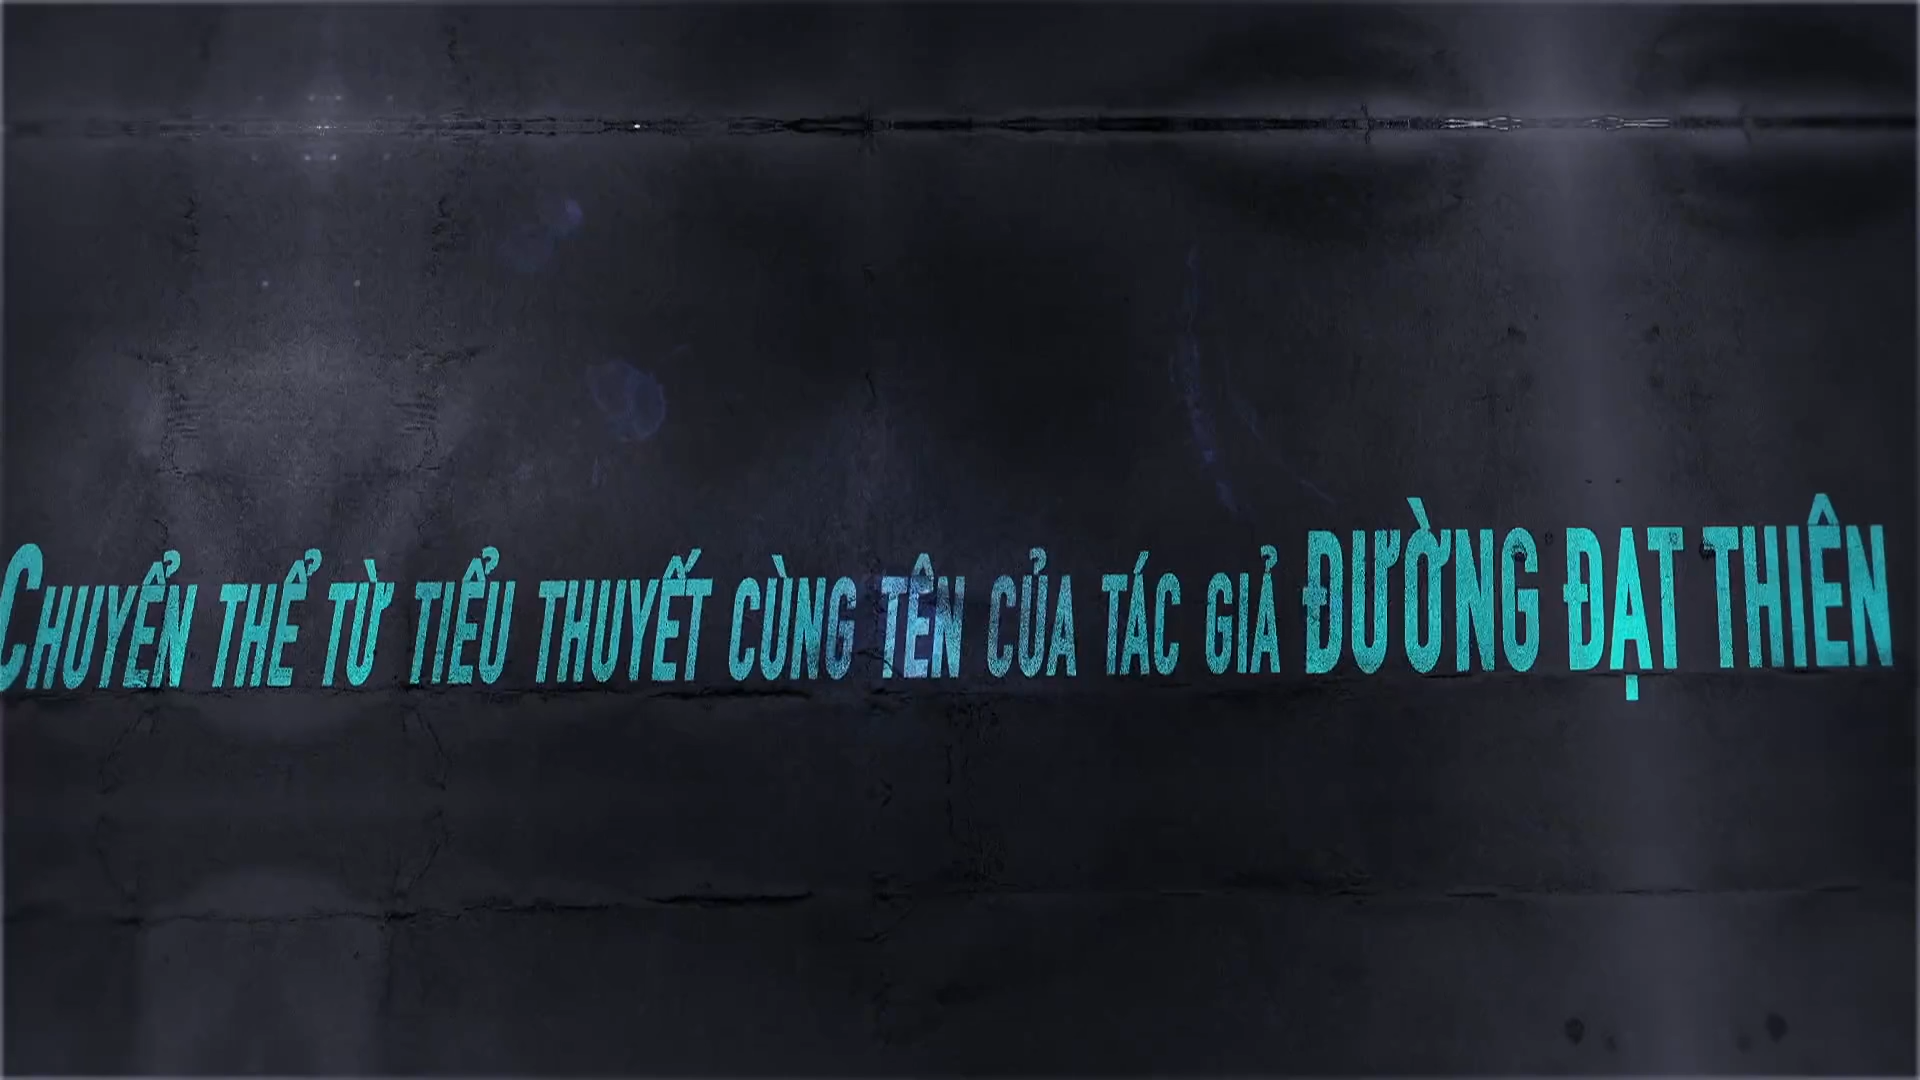 CHUYỂN THỂ TỪ TIỂU THUYẾT CÙNG TÊN CỦA TÁC GIẢ ĐƯỜNG ĐẠT THIÊN